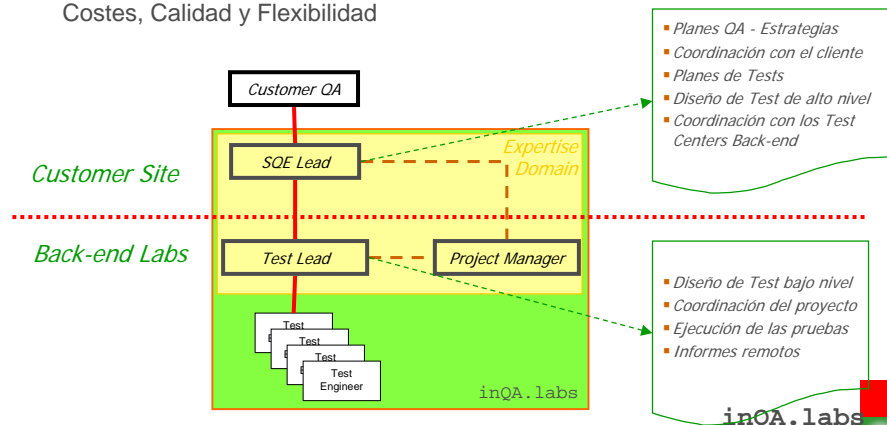 Costes, Calidad y Flexibilidad
Customer QA
SQE Lead
Expertise
Domain
Customer Site
Planes QA - Estrategias
Coordinación con el cliente
Planes de Tests
Diseño de Test de alto nivel
Coordinación con los Test
Centers Back-end
Back-end Labs
Test Lead
Project Manager
Test
E
Test
E
Test
E
Test
Engineer
inQA.labs
Diseño de Test bajo nivel
Coordinación del proyecto
Ejecución de las pruebas
Informes remotos
inQA.labs